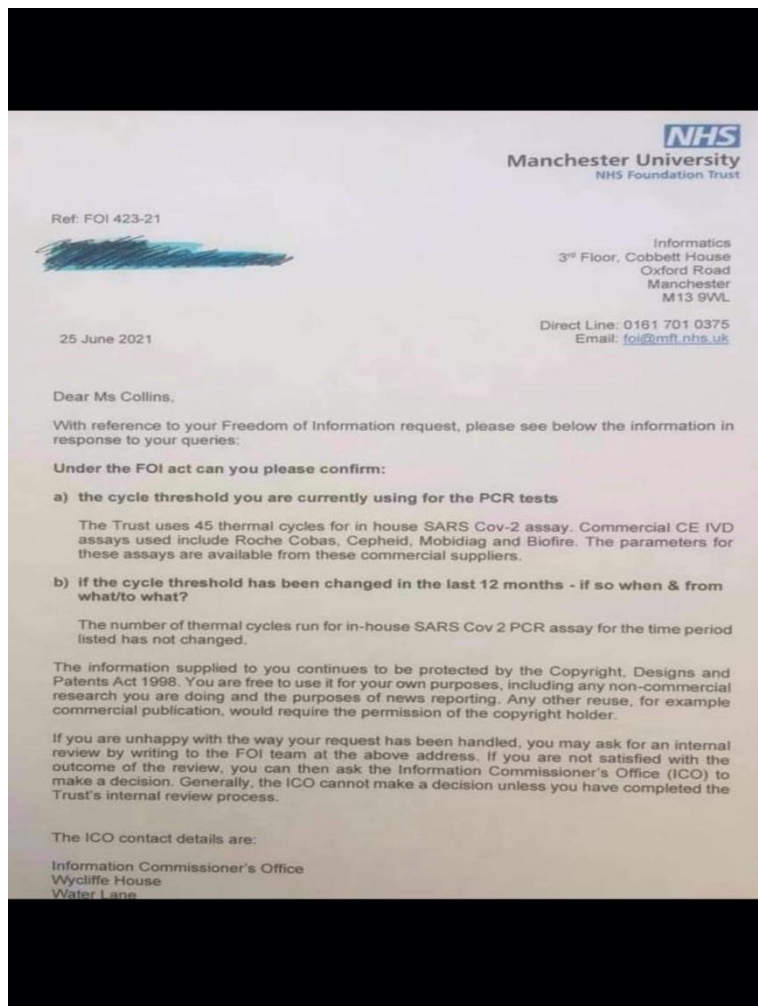 NHS
Manchester University
NHS Foundation Trust
Ref: FOI 423-21
Informatics
3rd Floor, Cobbett House
Oxford Road
Manchester
M13 9WL
Direct Line: 0161 701 0375
Email: foi@mft.nhs.uk
25 June 2021
Dear Ms Collins,
With reference to your Freedom of Information request, please see below the information in
response to your queries:
Under the FOI act can you please confirm:
a) the cycle threshold you are currently using for the PCR tests
The Trust uses 45 thermal cycles for in house SARS Cov-2 assay. Commercial CE IVD
assays used include Roche Cobas, Cepheid, Mobidiag and Biofire. The parameters for
these assays are available from these commercial suppliers.
b) if the cycle threshold has been changed in the last 12 months - if so when & from
what/to what?
The number of thermal cycles run for in-house SARS Cov 2 PCR assay for the time period
listed has not changed.
The information supplied to you continues to be protected by the Copyright, Designs and
Patents Act 1998. You are free to use it for your own purposes, including any non-commercial
research you are doing and the purposes of news reporting. Any other reuse, for example
commercial publication, would require the permission of the copyright holder.
If you are unhappy with the way your request has been handled, you may ask for an internal
review by writing to the FOI team at the above address. If you are not satisfied with the
outcome of the review, you can then ask the Information Commissioner's Office (ICO) to
make a decision. Generally, the ICO cannot make a decision unless you have completed the
Trust's internal review process.
The ICO contact details are:
Information Commissioner's Office
Wycliffe House
Water Lane